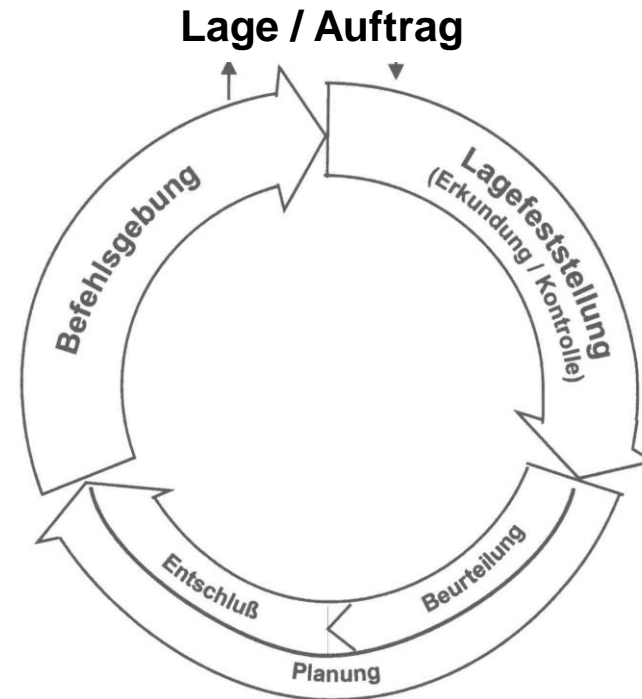 Lage / Auftrag
Lagefeststellung
(Erkundung / Kontrolle)
Beurteilung
Entschluß
Planung
Befehlsgebung